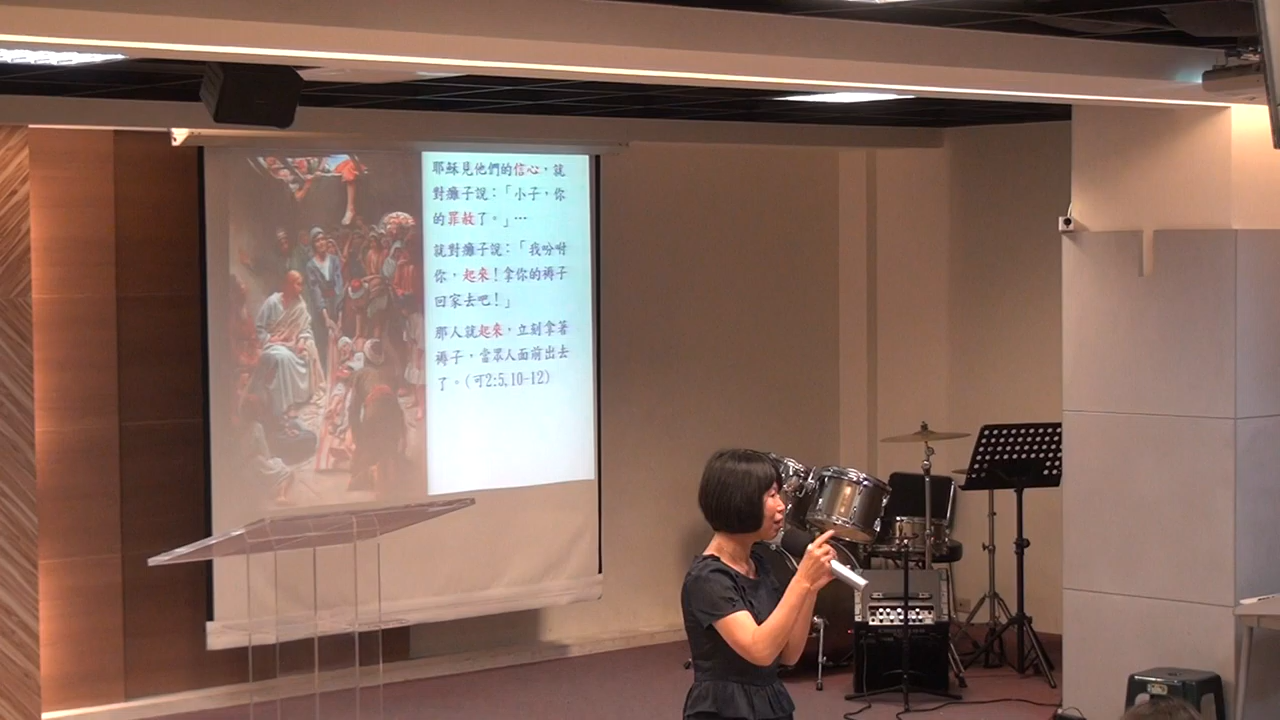 耶穌見他們的信心，就
對癱子說：「小子，你
的罪赦了。」…
就對癱子說：「我吩咐
你，起來！拿你的褥子
回家去吧！」
那人就起來，立刻拿著
褥子，當眾人面前出去
了。(可2:5,10-12)